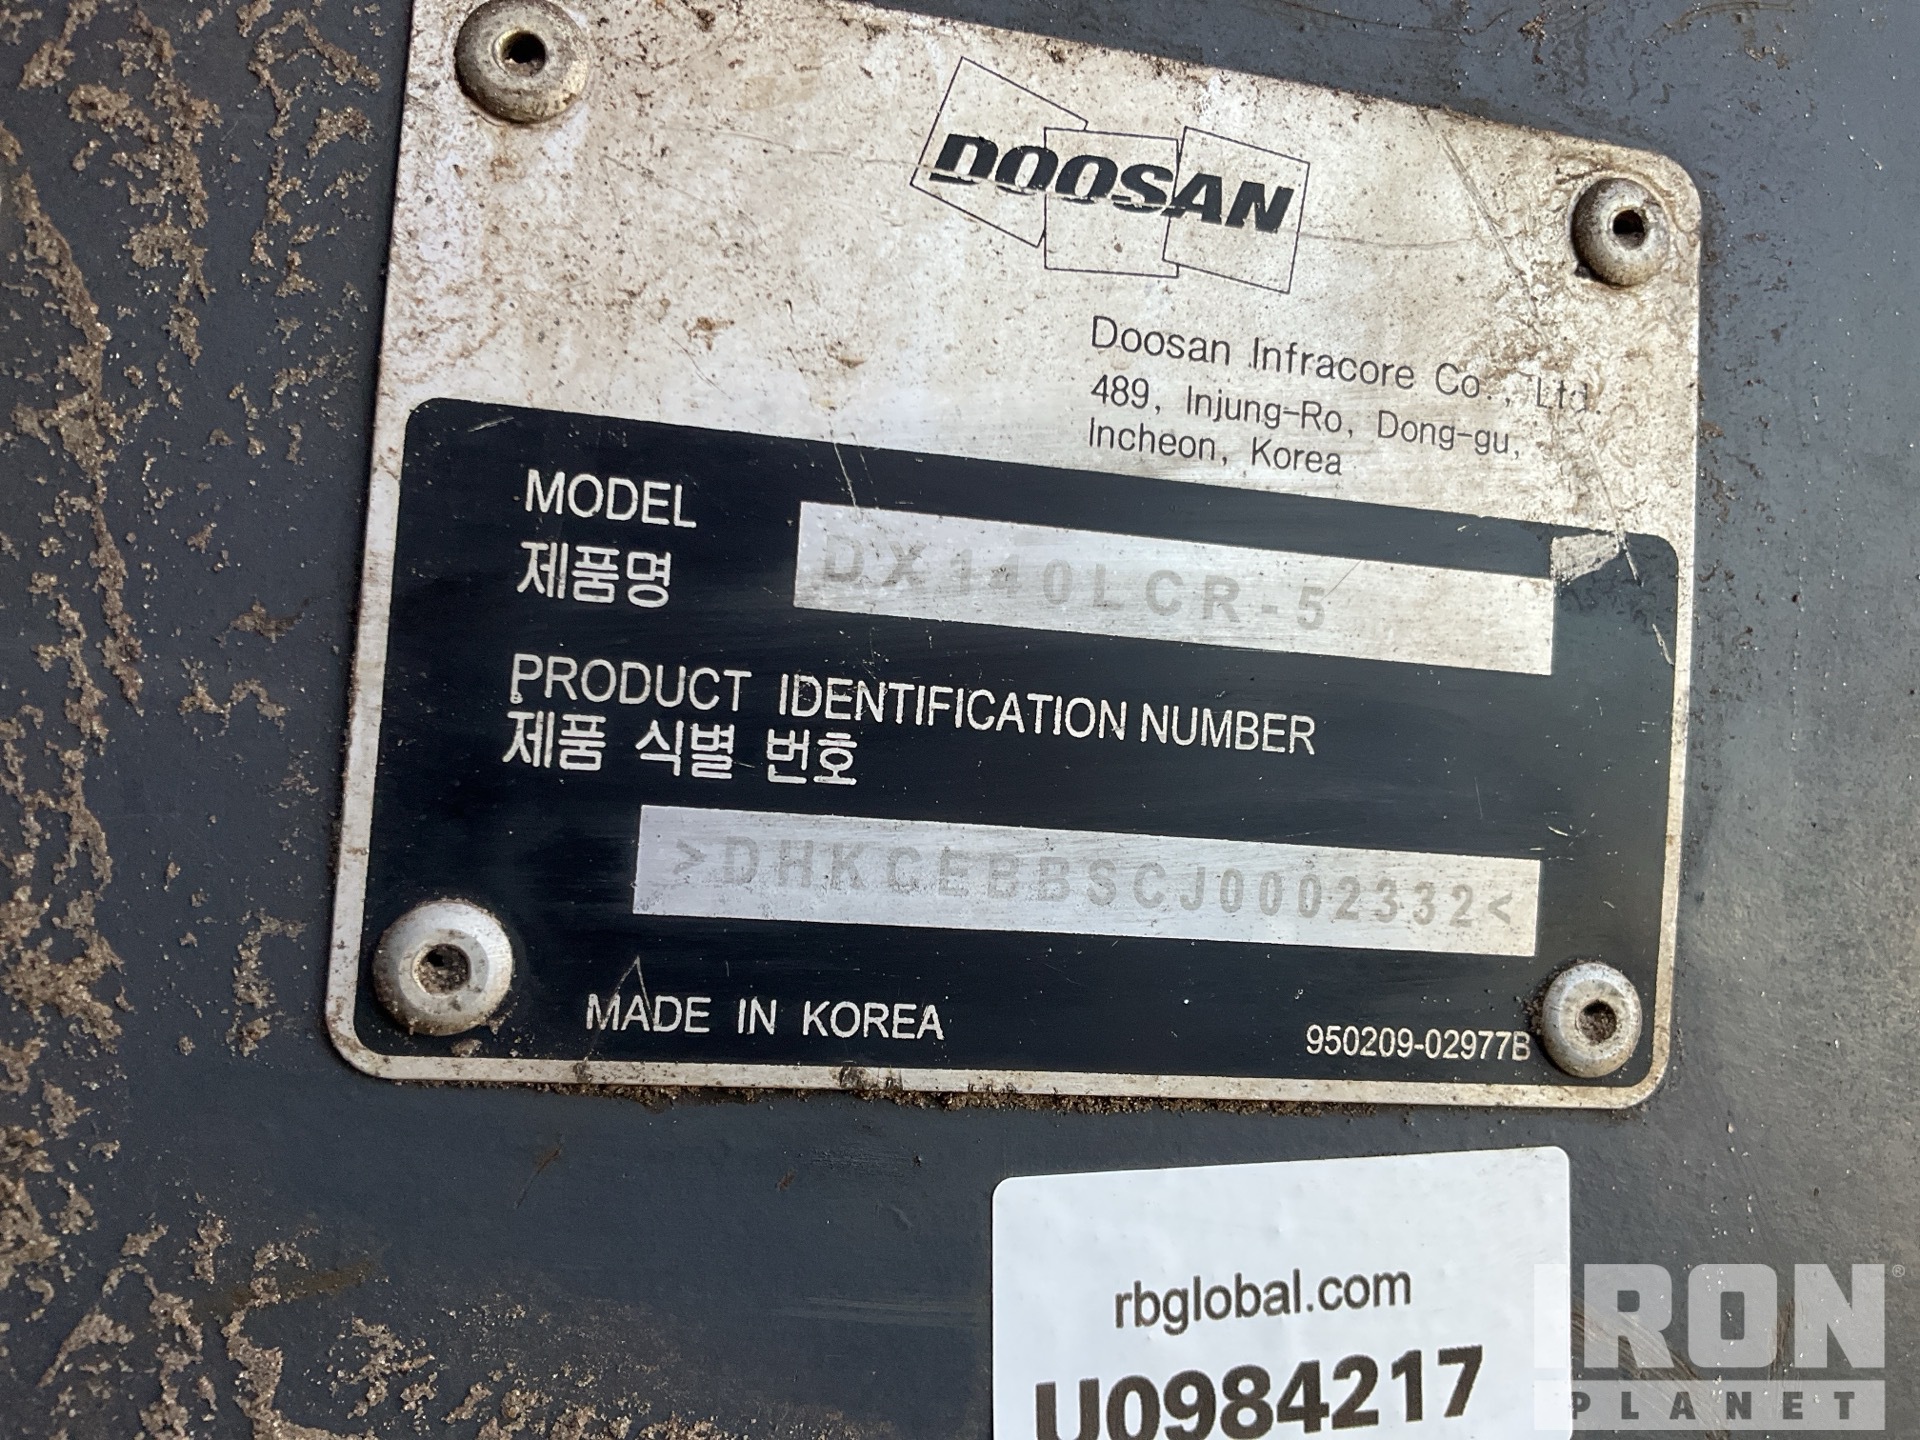 DOOSAN
Doosan Infracore Co., Ltd.
489, Injung-Ro, Dong-gu,
Incheon, Korea
MODEL
제품명
DX140LCR-5
PRODUCT IDENTIFICATION NUMBER
제품 식별 번호
>DHKCEBBSCJ0002332<
MADE IN KOREA
950209-02977B
rbglobal.com
U0984217
IRON®
PLANET